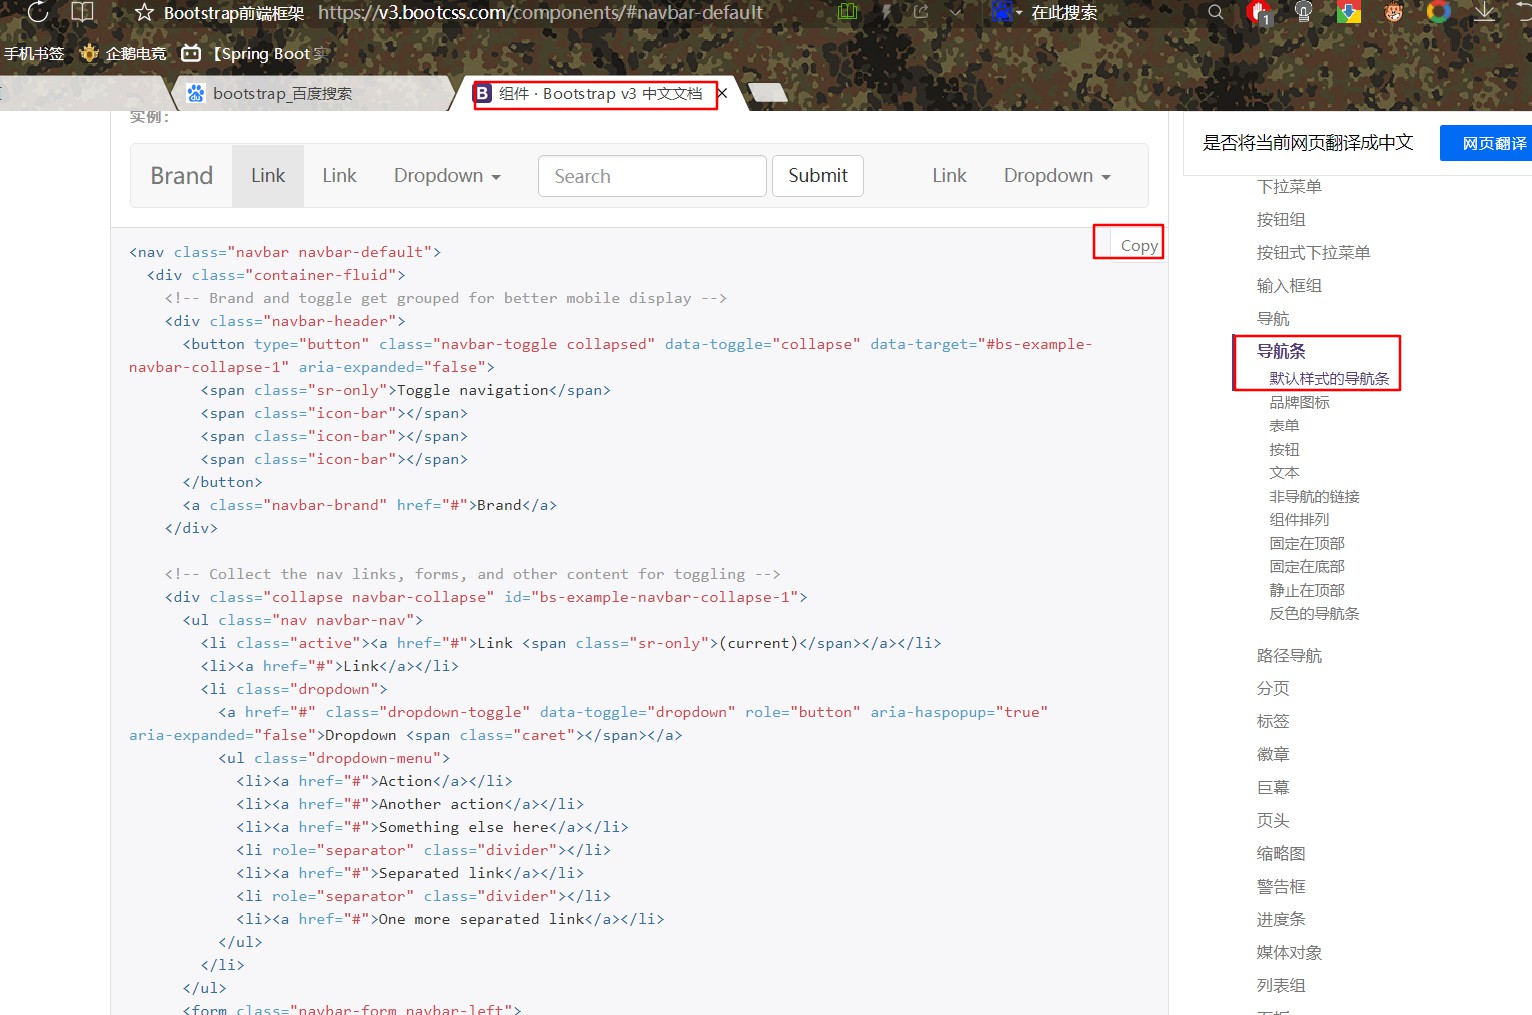 Bootstrap前端框架 https://v3.bootcss.com/components/#navbar-default 在此搜索
1
手机书签 企鹅电竞 【Spring Boot
bootstrap_百度搜索 B 组件 · Bootstrap v3 中文文档
实例：
Brand Link Link Dropdown Search Submit Link Dropdown
Copy
<nav class="navbar navbar-default">
<div class="container-fluid">
<!-- Brand and toggle get grouped for better mobile display -->
<div class="navbar-header">
<button type="button" class="navbar-toggle collapsed" data-toggle="collapse" data-target="#bs-example-
navbar-collapse-1" aria-expanded="false">
<span class="sr-only">Toggle navigation</span>
<span class="icon-bar"></span>
<span class="icon-bar"></span>
<span class="icon-bar"></span>
</button>
<a class="navbar-brand" href="#">Brand</a>
</div>
<!-- Collect the nav links, forms, and other content for toggling -->
<div class="collapse navbar-collapse" id="bs-example-navbar-collapse-1">
<ul class="nav navbar-nav">
<li class="active"><a href="#">Link <span class="sr-only">(current)</span></a></li>
<li><a href="#">Link</a></li>
<li class="dropdown">
<a href="#" class="dropdown-toggle" data-toggle="dropdown" role="button" aria-haspopup="true"
aria-expanded="false">Dropdown <span class="caret"></span></a>
<ul class="dropdown-menu">
<li><a href="#">Action</a></li>
<li><a href="#">Another action</a></li>
<li><a href="#">Something else here</a></li>
<li role="separator" class="divider"></li>
<li><a href="#">Separated link</a></li>
<li role="separator" class="divider"></li>
<li><a href="#">One more separated link</a></li>
</ul>
</li>
</ul>
<form class="navbar-form navbar-left">
是否将当前网页翻译成中文 网页翻译
下拉菜单
按钮组
按钮式下拉菜单
输入框组
导航
导航条
默认样式的导航条
品牌图标
表单
按钮
文本
非导航的链接
组件排列
固定在顶部
固定在底部
静止在顶部
反色的导航条
路径导航
分页
标签
徽章
巨幕
页头
缩略图
警告框
进度条
媒体对象
列表组